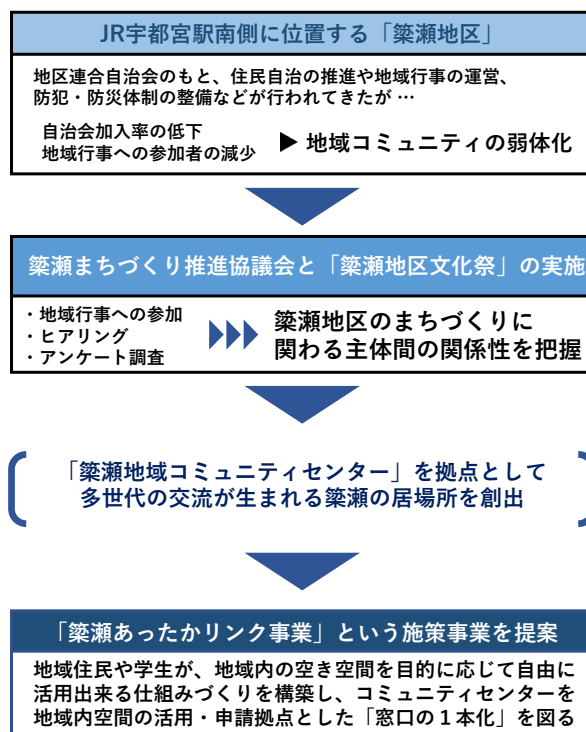 JR宇都宮駅南側に位置する「簗瀬地区」
地区連合自治会のもと、住民自治の推進や地域行事の運営、
防犯・防災体制の整備などが行われてきたが …
自治会加入率の低下
地域行事への参加者の減少
▶ 地域コミュニティの弱体化
簗瀬まちづくり推進協議会と「簗瀬地区文化祭」の実施
・地域行事への参加
・ヒアリング
・アンケート調査
簗瀬地区のまちづくりに
関わる主体間の関係性を把握
「簗瀬地域コミュニティセンター」を拠点として
多世代の交流が生まれる簗瀬の居場所を創出
「簗瀬あったかリンク事業」という施策事業を提案
地域住民や学生が、地域内の空き空間を目的に応じて自由に
活用出来る仕組みづくりを構築し、コミュニティセンターを
地域内空間の活用・申請拠点とした「窓口の１本化」を図る